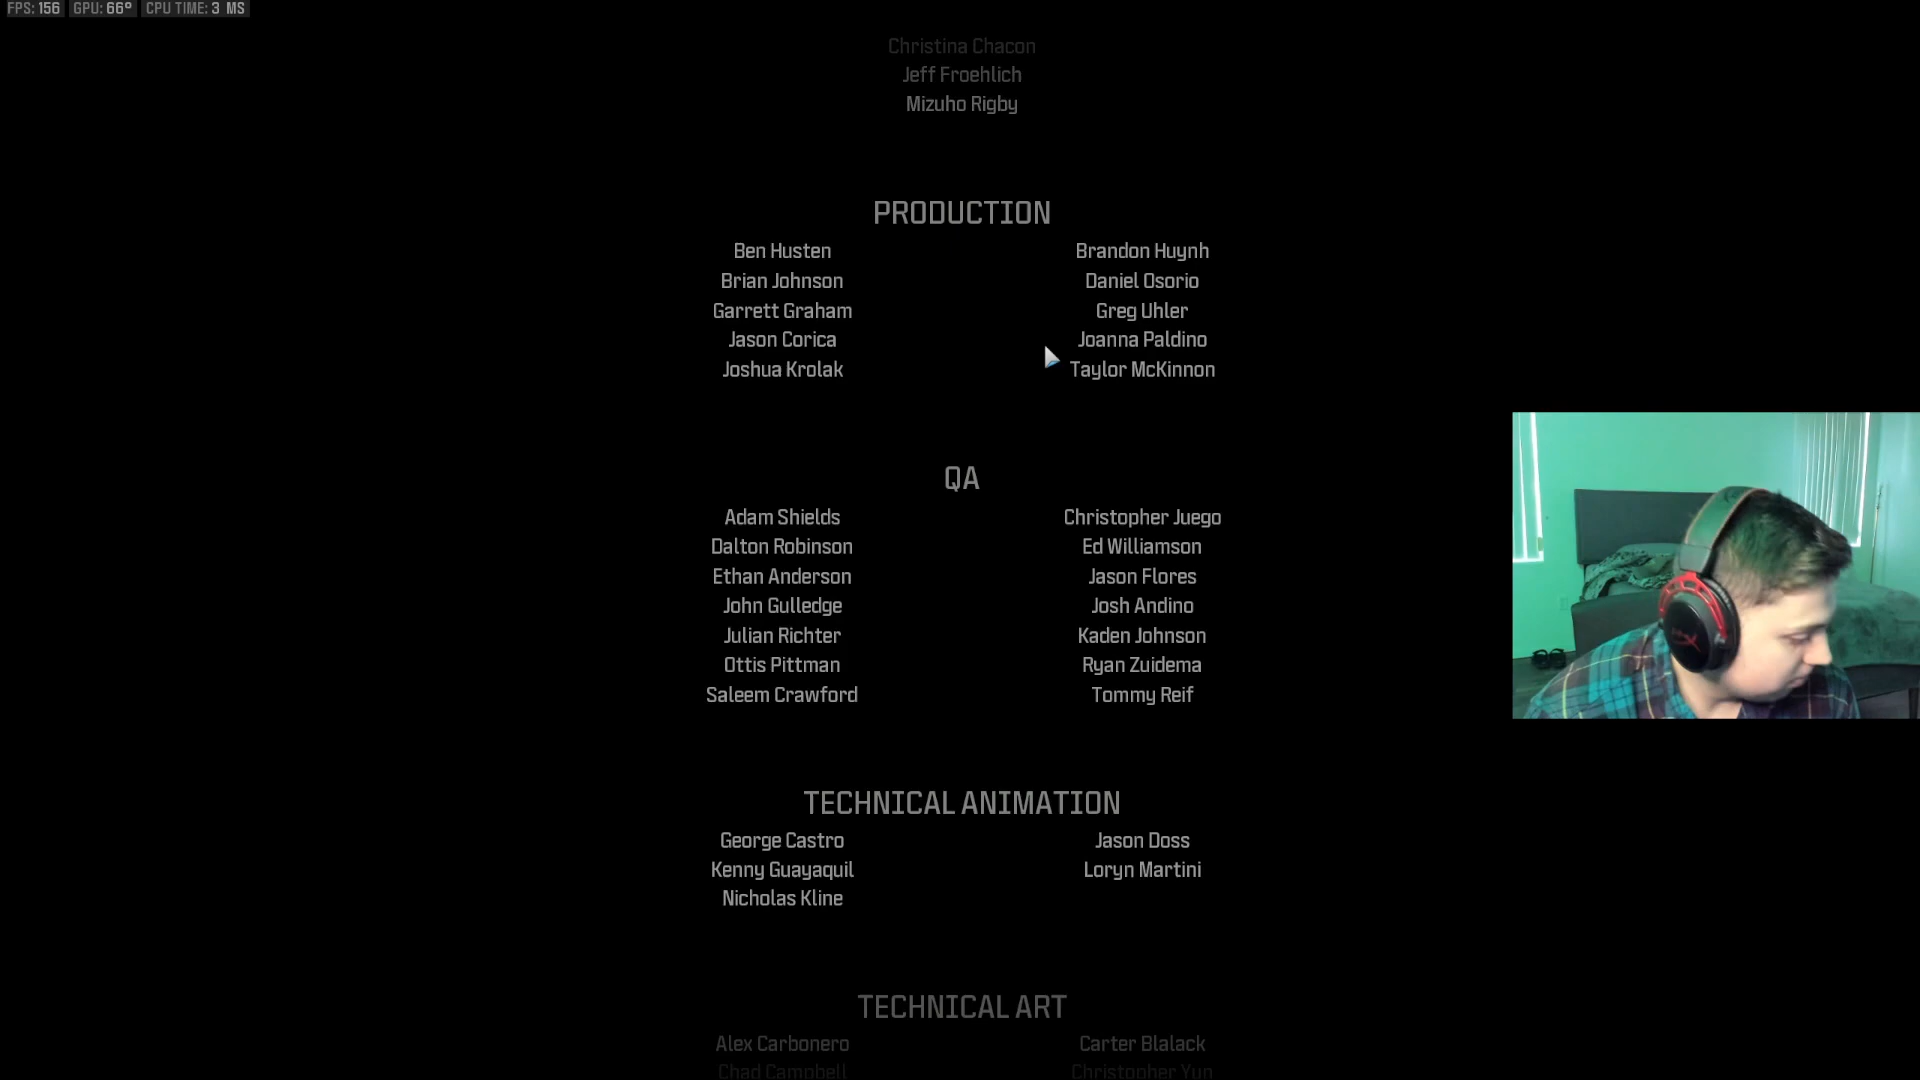 FPS: 156 GPU: 66° CPU TIME: 3 MS
Christina Chacon
Jeff Froehlich
Mizuho Rigby
PRODUCTION
Ben Husten Brandon Huynh
Brian Johnson Daniel Osorio
Garrett Graham Greg Uhler
Jason Corica Joanna Paldino
Joshua Krolak Taylor McKinnon
QA
Adam Shields Christopher Juego
Dalton Robinson Ed Williamson
Ethan Anderson Jason Flores
John Gulledge Josh Andino
Julian Richter Kaden Johnson
Ottis Pittman Ryan Zuidema
Saleem Crawford Tommy Reif
TECHNICAL ANIMATION
George Castro Jason Doss
Kenny Guayaquil Loryn Martini
Nicholas Kline
TECHNICAL ART
Alex Carbonero Carter Blalack
Chad Campbell Christopher Yun